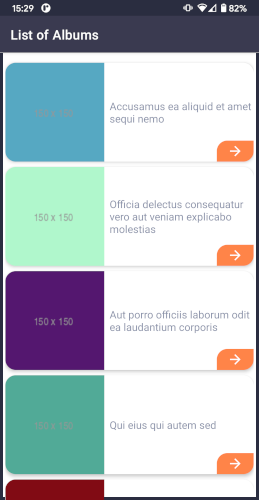 15:29
82%
List of Albums
150 x 150
Accusamus ea aliquid et amet
sequi nemo
150 x 150
Officia delectus consequatur
vero aut veniam explicabo
molestias
150 x 150
Aut porro officiis laborum odit
ea laudantium corporis
150 x 150
Qui eius qui autem sed